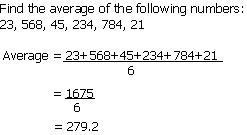 Find the average of the following numbers:
23, 568, 45, 234, 784, 21
Average = 23+568+45+234+784+21
6
= 1675
6
= 279.2